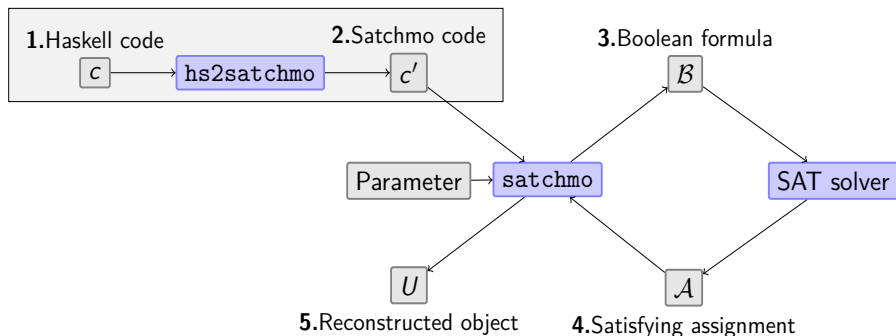 1.Haskell code
2.Satchmo code
3.Boolean formula
c
hs2satchmo
c′
ℬ
Parameter
satchmo
SAT solver
U
𝒜
5.Reconstructed object
4.Satisfying assignment